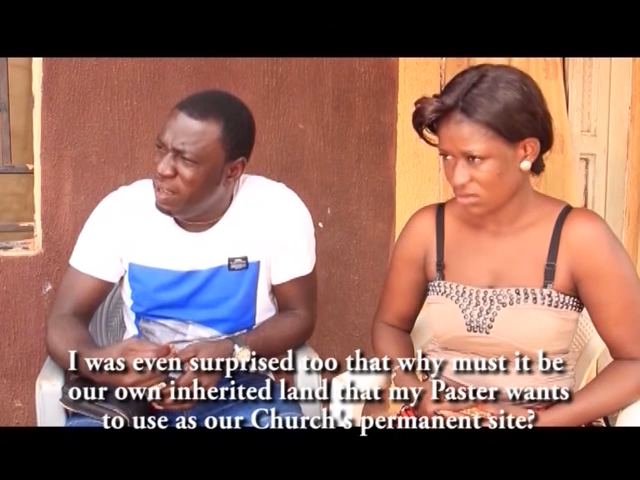 I was even surprised too that why must it be
our own inherited land that my Paster wants
to use as our Church's permanent site?